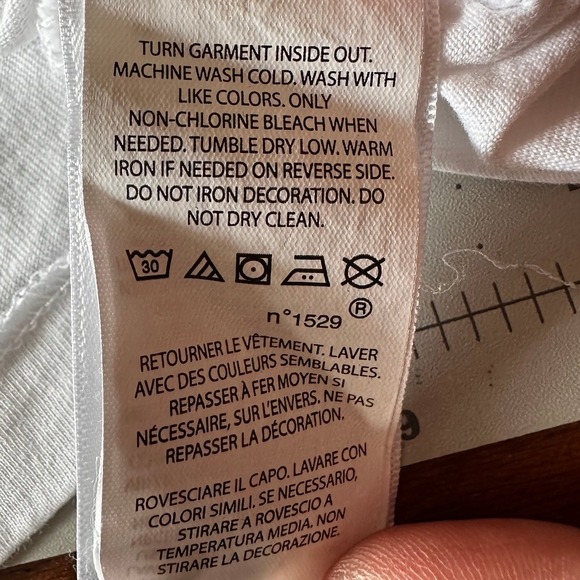 TURN GARMENT INSIDE OUT.
MACHINE WASH COLD. WASH WITH
LIKE COLORS. ONLY
NON-CHLORINE BLEACH WHEN
NEEDED. TUMBLE DRY LOW. WARM
IRON IF NEEDED ON REVERSE SIDE.
DO NOT IRON DECORATION. DO
NOT DRY CLEAN.
30
n°1529 ®
RETOURNER LE VÊTEMENT. LAVER
AVEC DES COULEURS SEMBLABLES.
REPASSER À FER MOYEN SI
NÉCESSAIRE, SUR L'ENVERS. NE PAS
REPASSER LA DÉCORATION.
ROVESCIARE IL CAPO. LAVARE CON
COLORI SIMILI. SE NECESSARIO,
STIRARE A ROVESCIO A
TEMPERATURA MEDIA. NON
STIRARE LA DECORAZIONE.